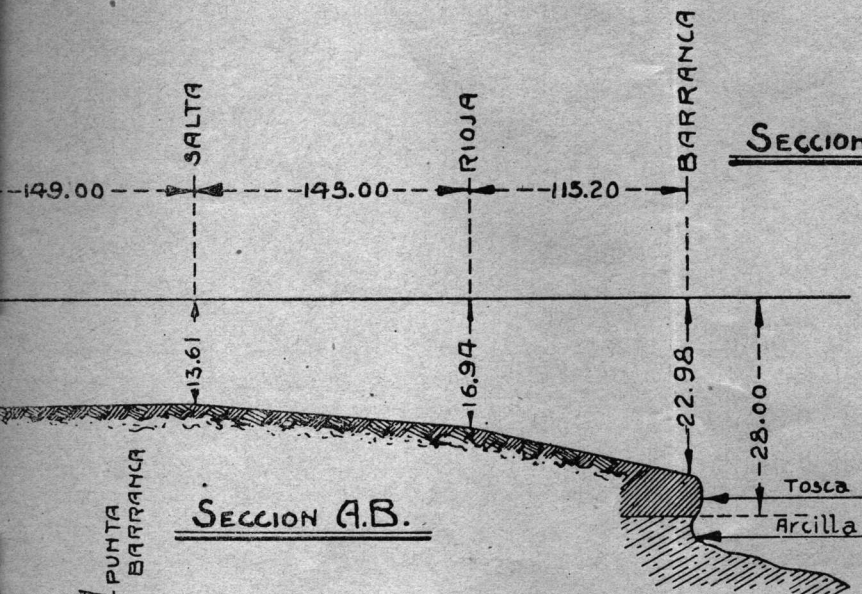 SALTA
RIOJA
BARRANCA
SECCION
149.00
143.00
115.20
13.61
16.94
22.98
28.00
Tosca
Arcilla
PUNTA
BARRANCA
SECCION A.B.